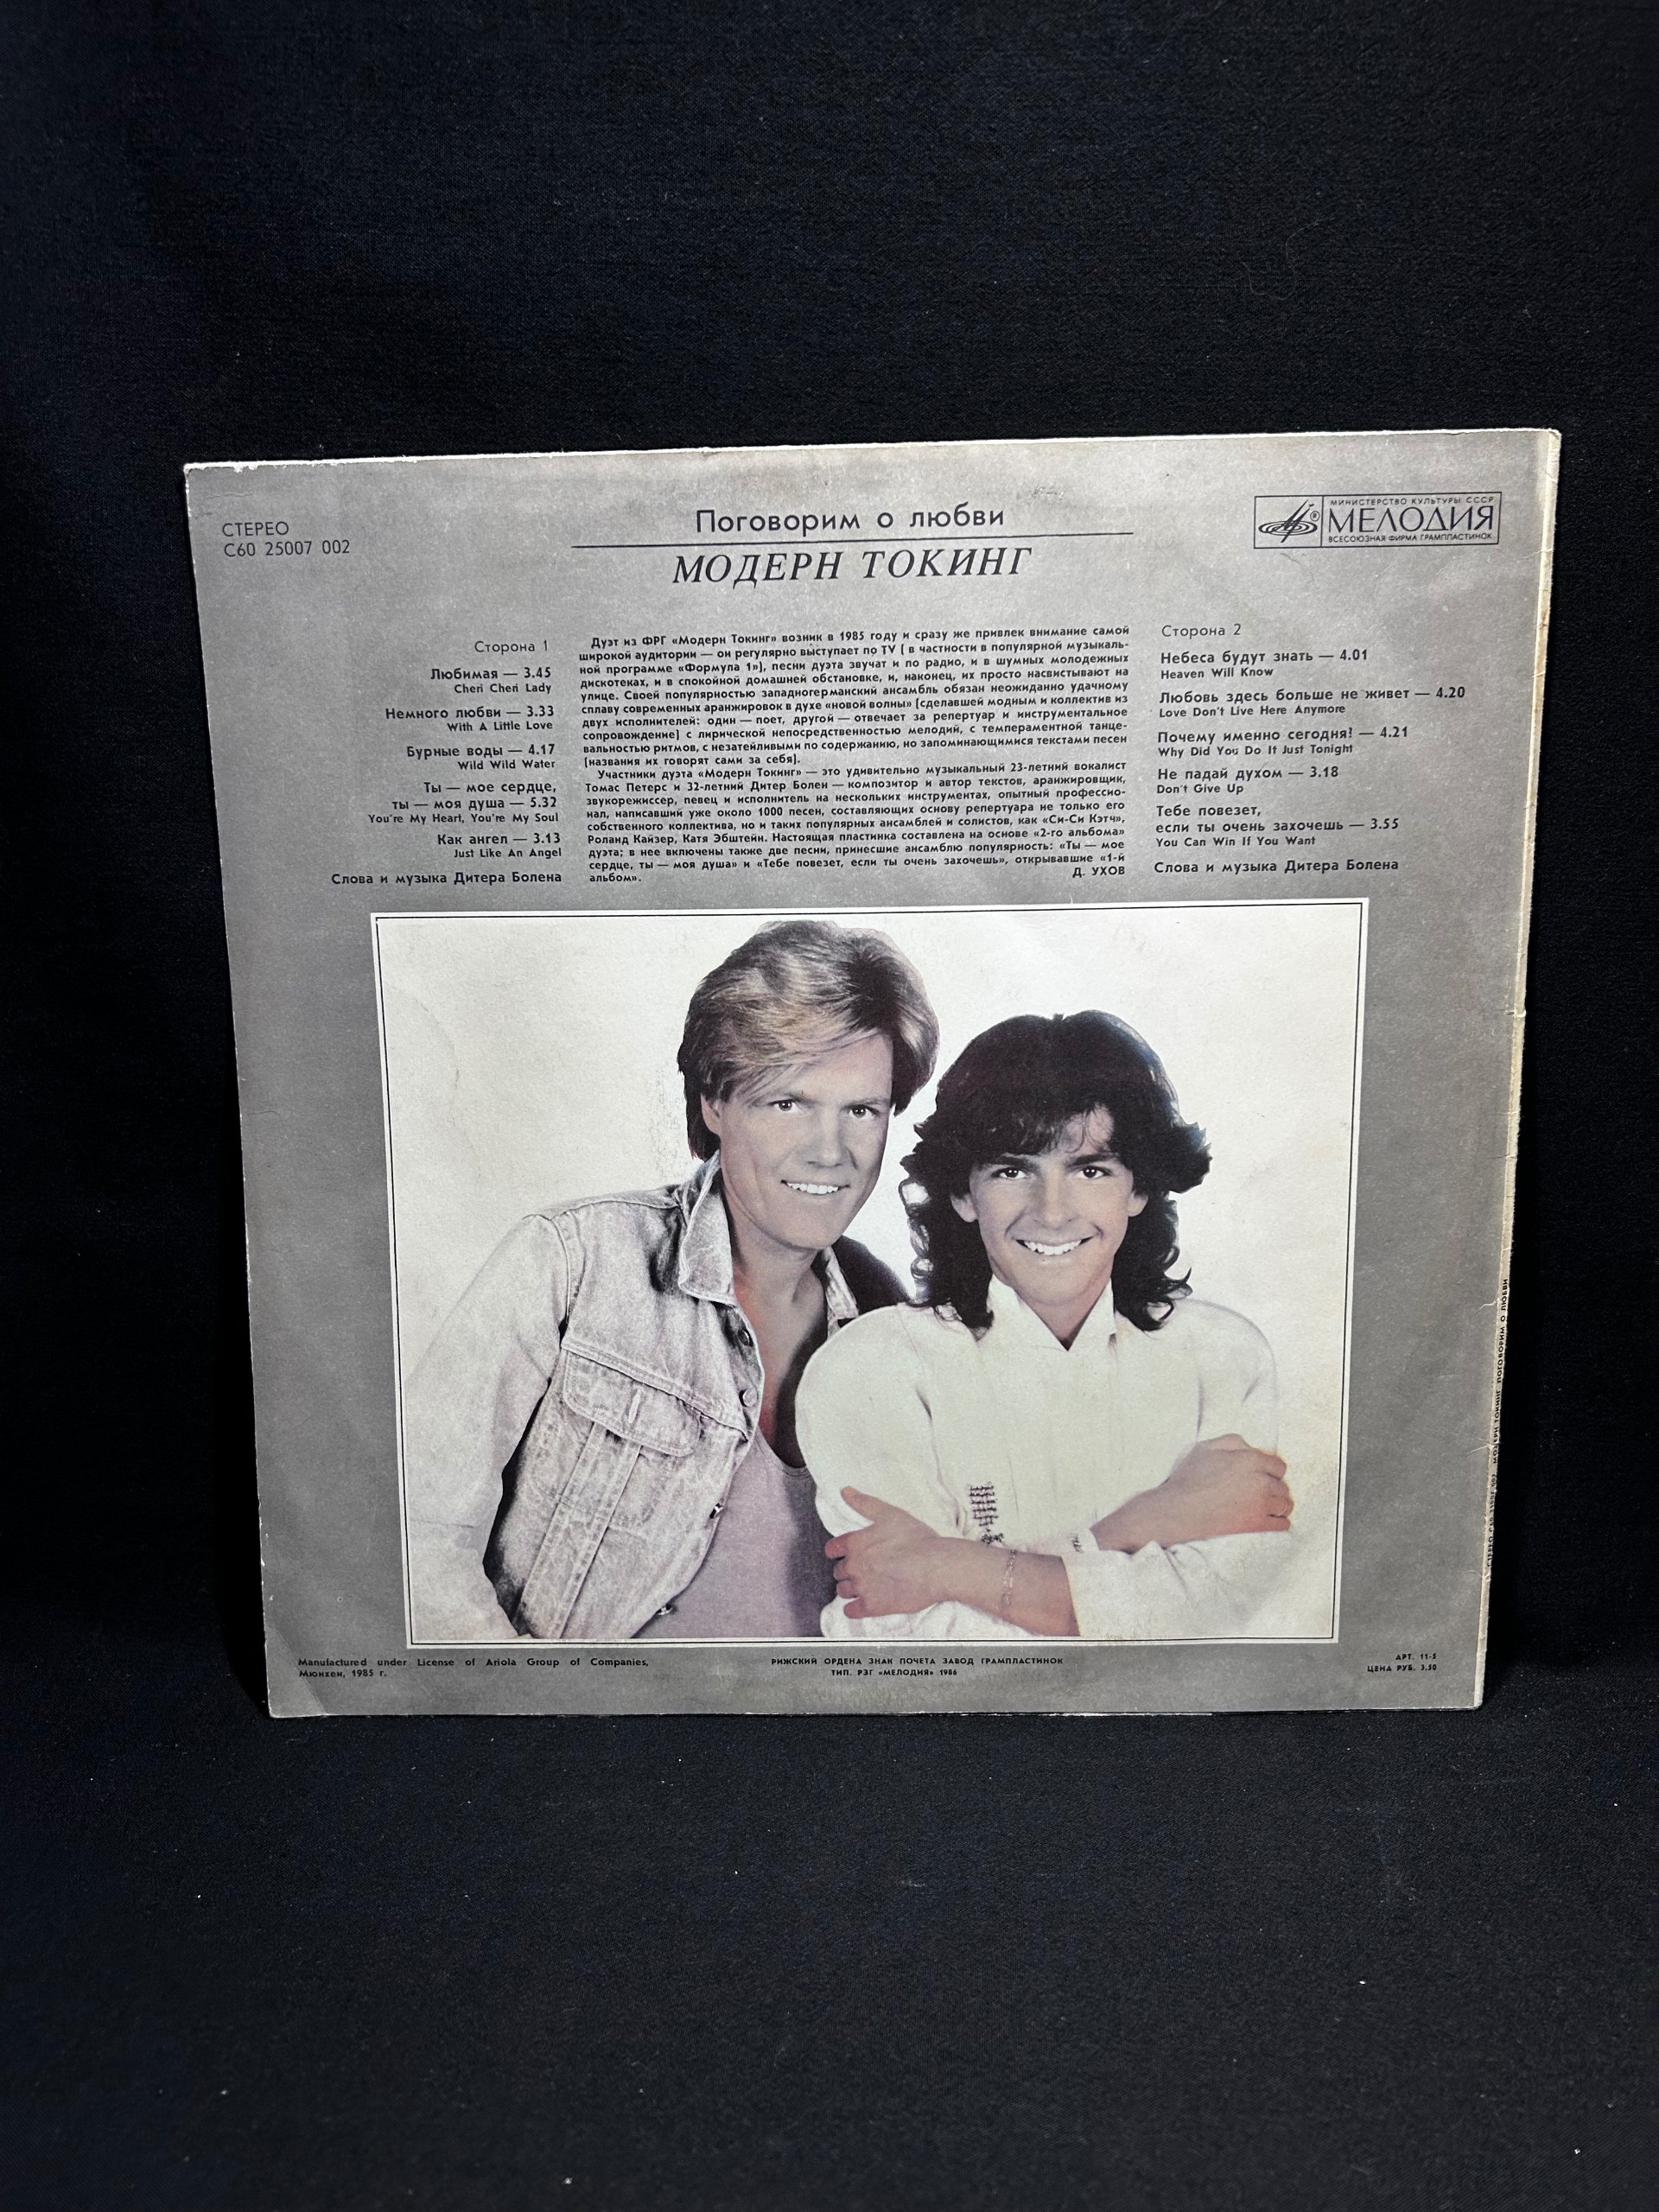 СТЕРЕО
С60 25007 002
Поговорим о любви
МОДЕРН ТОКИНГ
МИНИСТЕРСТВО КУЛЬТУРЫ СССР
МЕЛОДИЯ
ВСЕСОЮЗНАЯ ФИРМА ГРАМПЛАСТИНОК
Сторона 1
Любимая — 3.45
Cheri Cheri Lady
Немного любви — 3.33
With A Little Love
Бурные воды — 4.17
Wild Wild Water
Ты — мое сердце,
ты — моя душа — 5.32
You're My Heart, You're My Soul
Как ангел — 3.13
Just Like An Angel
Слова и музыка Дитера Болена
Дуэт из ФРГ «Модерн Токинг» возник в 1985 году и сразу же привлек внимание самой
широкой аудитории — он регулярно выступает по TV ( в частности в популярной музыкаль-
ной программе «Формула 1»), песни дуэта звучат и по радио, и в шумных молодежных
дискотеках, и в спокойной домашней обстановке, и, наконец, их просто насвистывают на
улице. Своей популярностью западногерманский ансамбль обязан неожиданно удачному
сплаву современных аранжировок в духе «новой волны» (сделавшей модным и коллектив из
двух исполнителей: один — поет, другой — отвечает за репертуар и инструментальное
сопровождение) с лирической непосредственностью мелодий, с темпераментной танце-
вальностью ритмов, с незатейливыми по содержанию, но запоминающимися текстами песен
(названия их говорят сами за себя).
Участники дуэта «Модерн Токинг» — это удивительно музыкальный 23-летний вокалист
Томас Петерс и 32-летний Дитер Болен — композитор и автор текстов, аранжировщик,
звукорежиссер, певец и исполнитель на нескольких инструментах, опытный профессио-
нал, написавший уже около 1000 песен, составляющих основу репертуара не только его
собственного коллектива, но и таких популярных ансамблей и солистов, как «Си-Си Кэтч»,
Роланд Кайзер, Катя Эбштейн. Настоящая пластинка составлена на основе «2-го альбома»
дуэта; в нее включены также две песни, принесшие ансамблю популярность: «Ты — мое
сердце, ты — моя душа» и «Тебе повезет, если ты очень захочешь», открывавшие «1-й
альбом».
Д. УХОВ
Сторона 2
Небеса будут знать — 4.01
Heaven Will Know
Любовь здесь больше не живет — 4.20
Love Don't Live Here Anymore
Почему именно сегодня! — 4.21
Why Did You Do It Just Tonight
Не падай духом — 3.18
Don't Give Up
Тебе повезет,
если ты очень захочешь — 3.55
You Can Win If You Want
Слова и музыка Дитера Болена
Manufactured under License of Ariola Group of Companies,
Мюнхен, 1985 г.
РИЖСКИЙ ОРДЕНА ЗНАК ПОЧЕТА ЗАВОД ГРАМПЛАСТИНОК
ТИП. РЗГ «МЕЛОДИЯ» 1986
АРТ. 11-5
ЦЕНА РУБ. 3.50
МОДЕРН ТОКИНГ. ПОГОВОРИМ О ЛЮБВИ